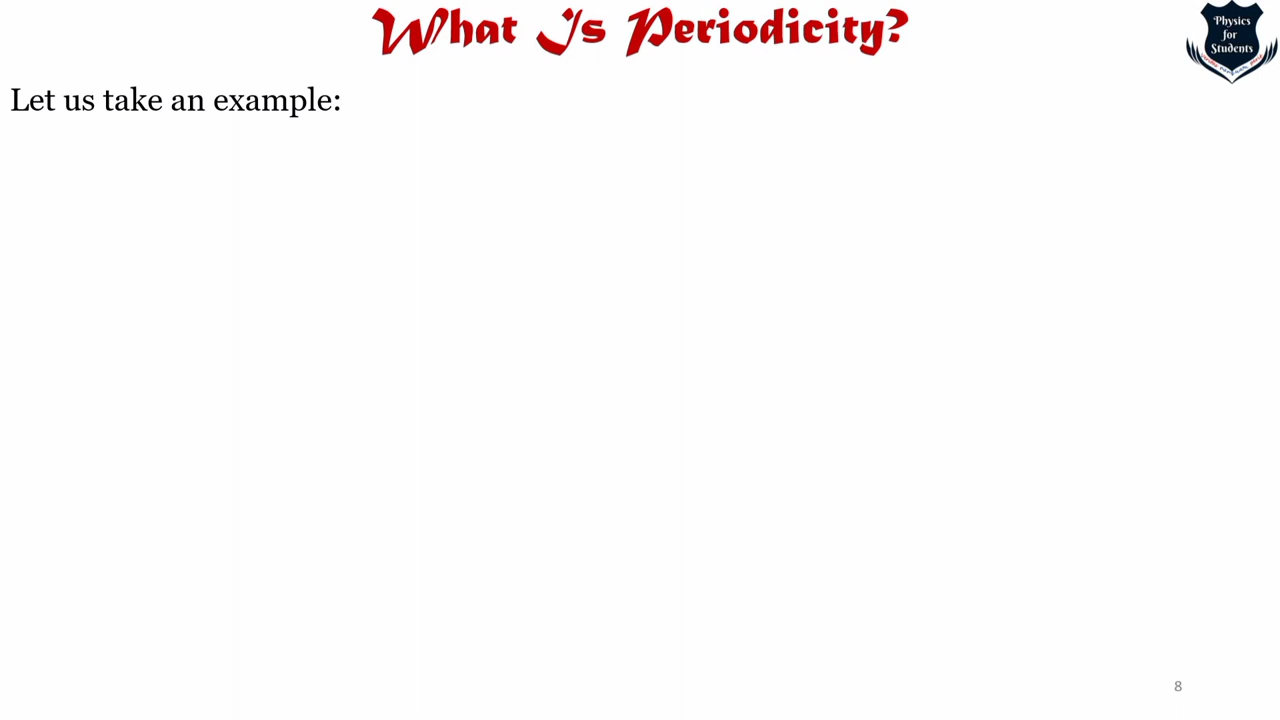 What Is Periodicity?
Physics
for
Students
Let us take an example:
8